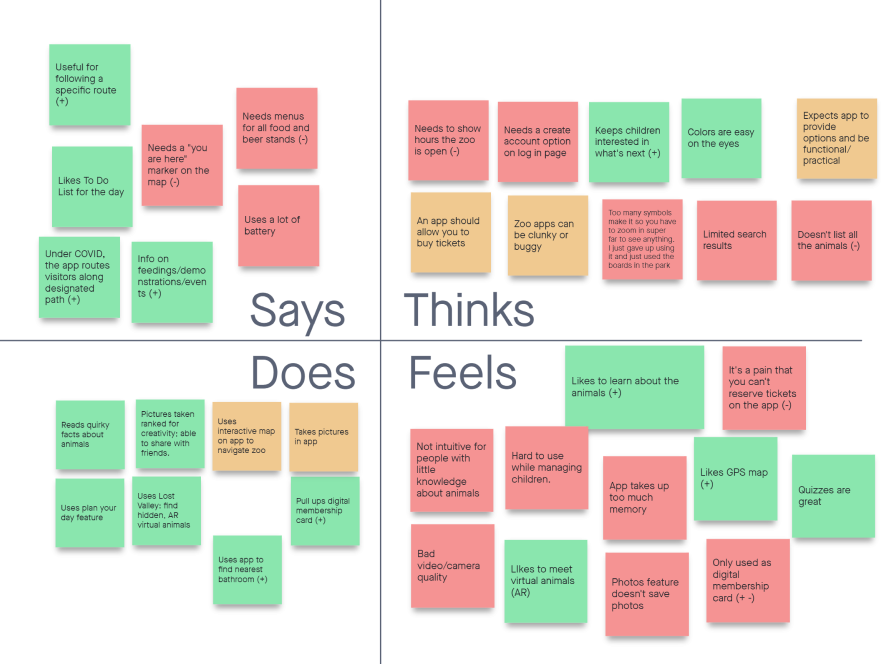 Useful for
following a
specific route
(+)
Needs menus
for all food and
beer stands (-)
Needs a "you
are here"
marker on the
map (-)
Likes To Do
List for the day
Uses a lot of
battery
Under COVID,
the app routes
visitors along
designated
path (+)
Info on
feedings/demo
nstrations/even
ts (+)
Says
Needs to show
hours the zoo
is open (-)
Needs a create
account option
on log in page
Keeps children
interested in
what's next (+)
Colors are easy
on the eyes
Expects app to
provide
options and be
functional/
practical
An app should
allow you to
buy tickets
Zoo apps can
be clunky or
buggy
Too many symbols
make it so you have
to zoom in super
far to see anything,
I just gave up using
it and just used the
boards in the park
Limited search
results
Doesn't list all
the animals (-)
Thinks
Does
Reads quirky
facts about
animals
Pictures taken
ranked for
creativity; able
to share with
friends.
Uses
interactive map
on app to
navigate zoo
Takes pictures
in app
Uses plan your
day feature
Uses Lost
Valley: find
hidden, AR
virtual animals
Pull ups digital
membership
card (+)
Uses app to
find nearest
bathroom (+)
Feels
Likes to learn about the
animals (+)
It's a pain that
you can't
reserve tickets
on the app (-)
Not intuitive for
people with
little
knowledge
about animals
Hard to use
while managing
children.
App takes up
too much
memory
Likes GPS map
(+)
Quizzes are
great
Bad
video/camera
quality
LIkes to meet
virtual animals
(AR)
Photos feature
doesn't save
photos
Only used as
digital
membership
card (+ -)